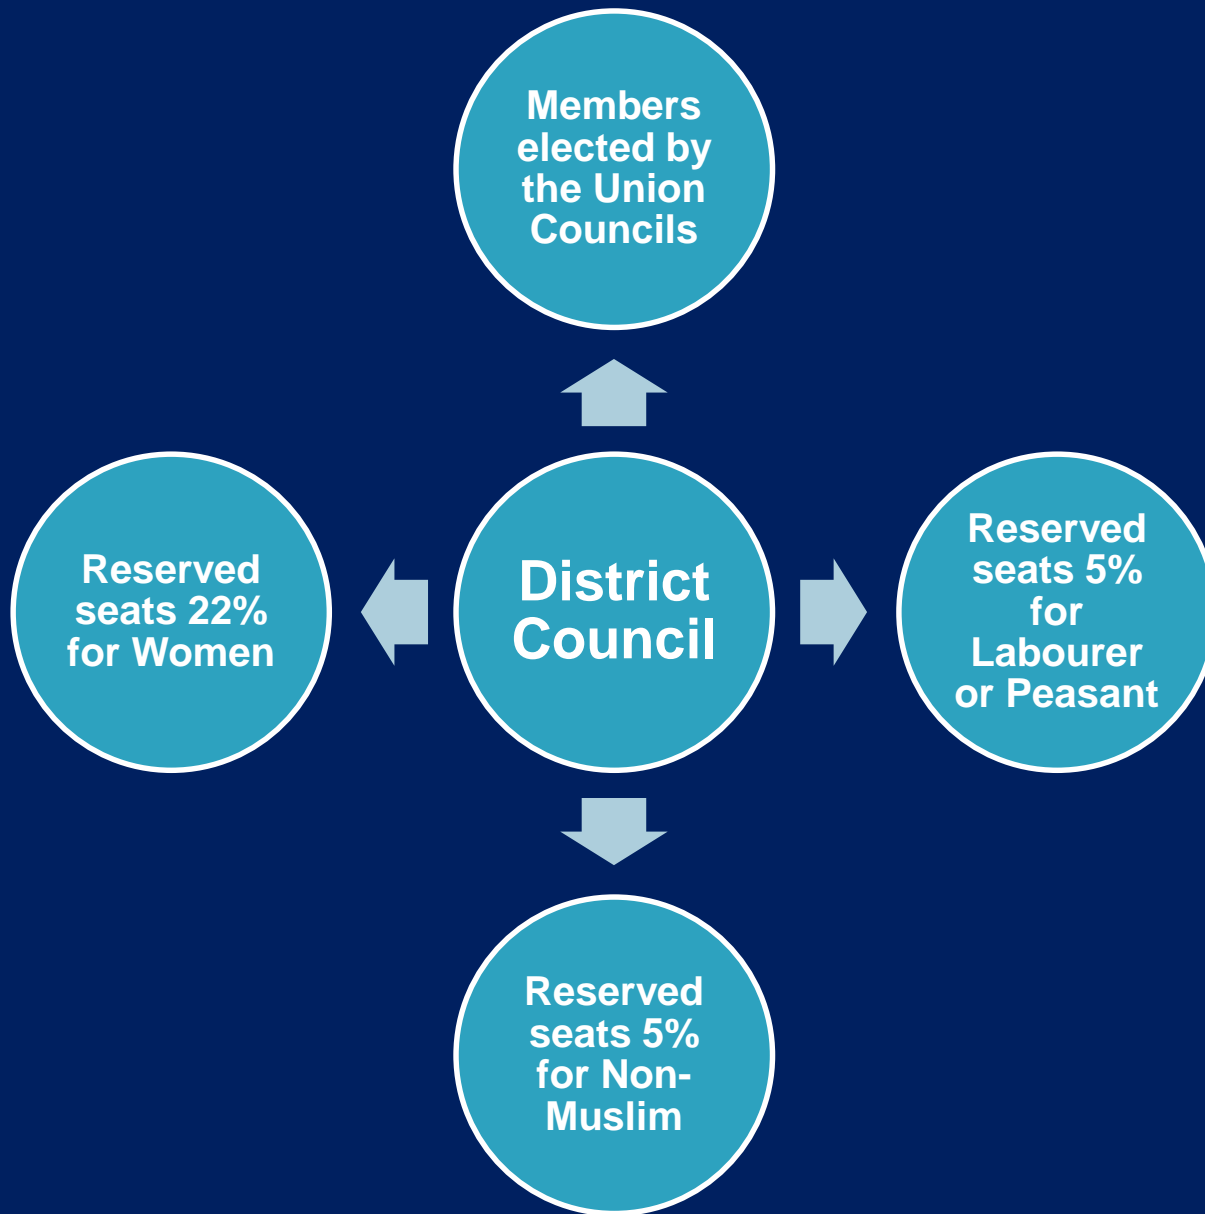 Members
elected by
the Union
Councils
Reserved
seats 22%
for Women
District
Council
Reserved
seats 5%
for
Labourer
or Peasant
Reserved
seats 5%
for Non-
Muslim